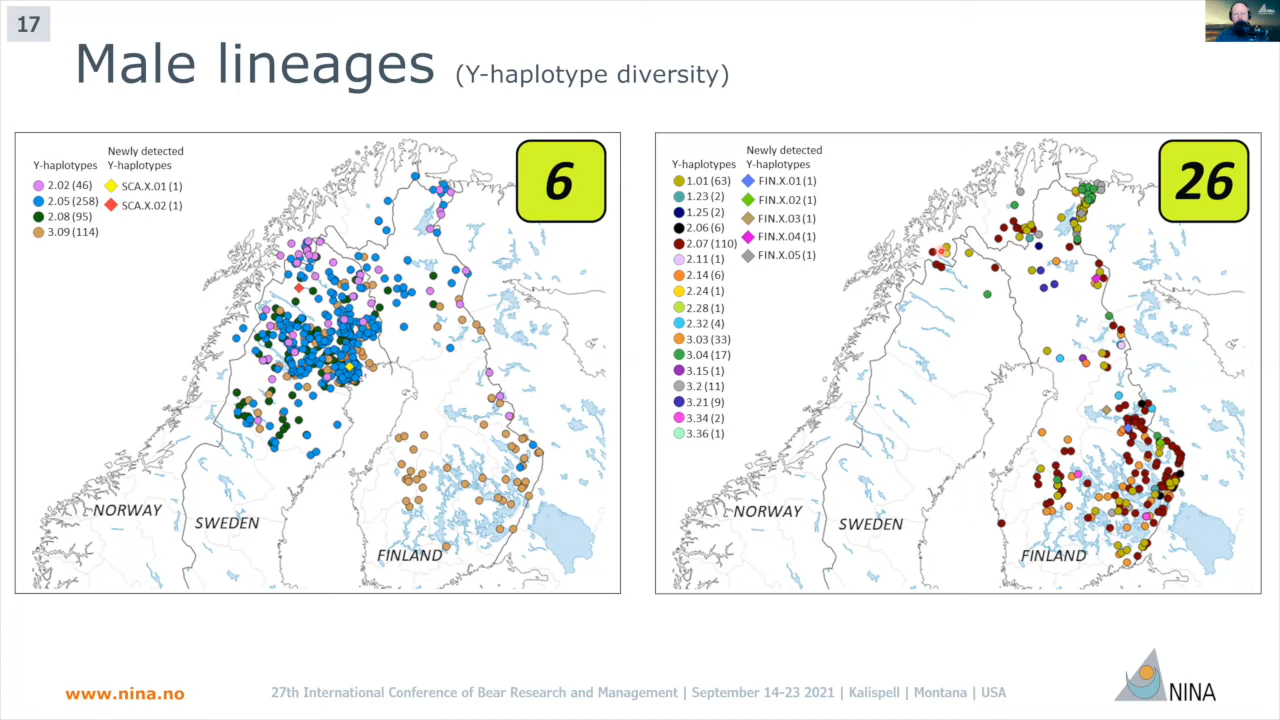 17
Male lineages (Y-haplotype diversity)
Y-haplotypes
2.02 (46)
2.05 (258)
2.08 (95)
3.09 (114)
Newly detected
Y-haplotypes
SCA.X.01 (1)
SCA.X.02 (1)
6
NORWAY
SWEDEN
FINLAND
Y-haplotypes
1.01 (63)
1.23 (2)
1.25 (2)
2.06 (6)
2.07 (110)
2.11 (1)
2.14 (6)
2.24 (1)
2.28 (1)
2.32 (4)
3.03 (33)
3.04 (17)
3.15 (1)
3.2 (11)
3.21 (9)
3.34 (2)
3.36 (1)
Newly detected
Y-haplotypes
FIN.X.01 (1)
FIN.X.02 (1)
FIN.X.03 (1)
FIN.X.04 (1)
FIN.X.05 (1)
26
NORWAY
SWEDEN
FINLAND
www.nina.no
27th International Conference of Bear Research and Management | September 14-23 2021 | Kalispell | Montana | USA
NINA